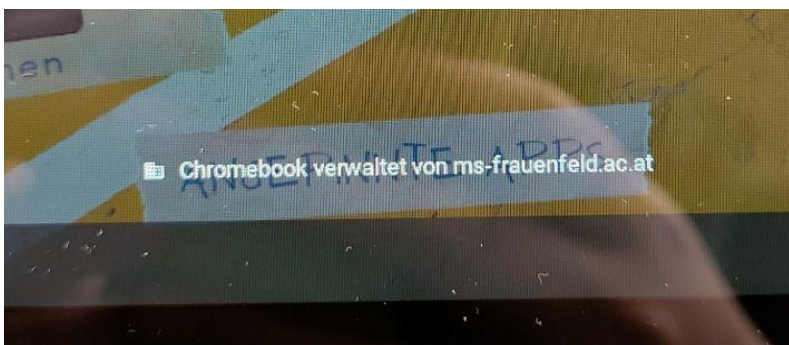 nen
Chromebook verwaltet von ms-frauenfeld.ac.at
ANGEPINNTE APPS